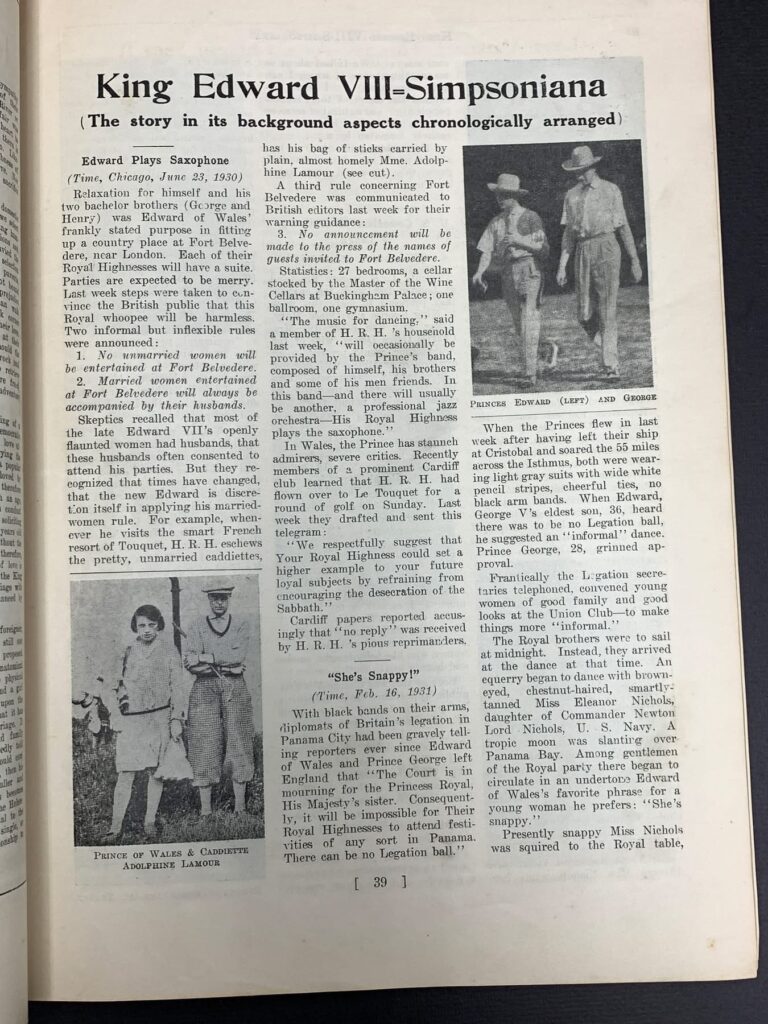 King Edward VIII=Simpsoniana
(The story in its background aspects chronologically arranged)
Edward Plays Saxophone
(Time, Chicago, June 23, 1930)
Relaxation for himself and his
two bachelor brothers (George and
Henry) was Edward of Wales'
frankly stated purpose in fitting
up a country place at Fort Belve-
dere, near London. Each of their
Royal Highnesses will have a suite.
Parties are expected to be merry.
Last week steps were taken to con-
vince the British public that this
Royal whoopee will be harmless.
Two informal but inflexible rules
were announced:
1. No unmarried women will
be entertained at Fort Belvedere.
2. Married women entertained
at Fort Belvedere will always be
accompanied by their husbands.
Skeptics recalled that most of
the late Edward VII's openly
flaunted women had husbands, that
these husbands often consented to
attend his parties. But they re-
cognized that times have changed,
that the new Edward is discre-
tion itself in applying his married-
women rule. For example, when-
ever he visits the smart French
resort of Touquet, H. R. H. eschews
the pretty, unmarried caddiettes,
PRINCE OF WALES & CADDIETTE
ADOLPHINE LAMOUR
has his bag of sticks carried by
plain, almost homely Mme. Adolp-
hine Lamour (see cut).
A third rule concerning Fort
Belvedere was communicated to
British editors last week for their
warning guidance:
3. No announcement will be
made to the press of the names of
guests invited to Fort Belvedere.
Statistics: 27 bedrooms, a cellar
stocked by the Master of the Wine
Cellars at Buckingham Palace; one
ballroom, one gymnasium.
"The music for dancing," said
a member of H. R. H. 's household
last week, "will occasionally be
provided by the Prince's band,
composed of himself, his brothers
and some of his men friends. In
this band—and there will usually
be another, a professional jazz
orchestra—His Royal Highness
plays the saxophone."
In Wales, the Prince has staunch
admirers, severe critics. Recently
members of a prominent Cardiff
club learned that H. R. H. had
flown over to Le Touquet for a
round of golf on Sunday. Last
week they drafted and sent this
telegram:
"We respectfully suggest that
Your Royal Highness could set a
higher example to your future
loyal subjects by refraining from
encouraging the desecration of the
Sabbath."
Cardiff papers reported accus-
ingly that "no reply" was received
by H. R. H. 's pious reprimanders.
"She's Snappy!"
(Time, Feb. 16, 1931)
With black bands on their arms,
diplomats of Britain's legation in
Panama City had been gravely tell-
ing reporters ever since Edward
of Wales and Prince George left
England that "The Court is in
mourning for the Princess Royal,
His Majesty's sister. Consequent-
ly, it will be impossible for Their
Royal Highnesses to attend festi-
vities of any sort in Panama.
There can be no Legation ball."
PRINCES EDWARD (LEFT) AND GEORGE
When the Princes flew in last
week after having left their ship
at Cristobal and soared the 55 miles
across the Isthmus, both were wear-
ing light gray suits with wide white
pencil stripes, cheerful ties, no
black arm bands. When Edward,
George V's eldest son, 36, heard
there was to be no Legation ball,
he suggested an "informal" dance.
Prince George, 28, grinned ap-
proval.
Frantically the Legation secre-
taries telephoned, convened young
women of good family and good
looks at the Union Club—to make
things more "informal."
The Royal brothers were to sail
at midnight. Instead, they arrived
at the dance at that time. An
equerry began to dance with brown-
eyed, chestnut-haired, smartly-
tanned Miss Eleanor Nichols,
daughter of Commander Newton
Lord Nichols, U. S. Navy. A
tropic moon was slanting over
Panama Bay. Among gentlemen
of the Royal party there began to
circulate in an undertone Edward
of Wales's favorite phrase for a
young woman he prefers: "She's
snappy."
Presently snappy Miss Nichols
was squired to the Royal table,
[ 39 ]